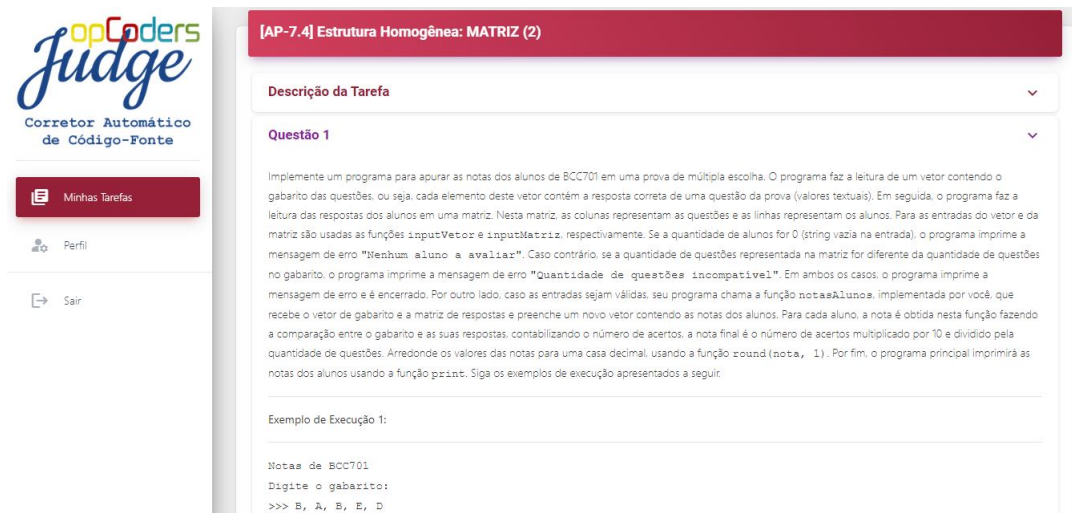 opCoders
Judge
Corretor Automático
de Código-Fonte
Minhas Tarefas
Perfil
Sair
[AP-7.4] Estrutura Homogênea: MATRIZ (2)
Descrição da Tarefa
Questão 1
Implemente um programa para apurar as notas dos alunos de BCC701 em uma prova de múltipla escolha. O programa faz a leitura de um vetor contendo o
gabarito das questões, ou seja, cada elemento deste vetor contém a resposta correta de uma questão da prova (valores textuais). Em seguida, o programa faz a
leitura das respostas dos alunos em uma matriz. Nesta matriz, as colunas representam as questões e as linhas representam os alunos. Para as entradas do vetor e da
matriz são usadas as funções inputVetor e inputMatriz, respectivamente. Se a quantidade de alunos for 0 (string vazia na entrada), o programa imprime a
mensagem de erro "Nenhum aluno a avaliar". Caso contrário, se a quantidade de questões representada na matriz for diferente da quantidade de questões
no gabarito, o programa imprime a mensagem de erro "Quantidade de questões incompatível". Em ambos os casos, o programa imprime a
mensagem de erro e é encerrado. Por outro lado, caso as entradas sejam válidas, seu programa chama a função notasAlunos, implementada por você, que
recebe o vetor de gabarito e a matriz de respostas e preenche um novo vetor contendo as notas dos alunos. Para cada aluno, a nota é obtida nesta função fazendo
a comparação entre o gabarito e as suas respostas, contabilizando o número de acertos, a nota final é o número de acertos multiplicado por 10 e dividido pela
quantidade de questões. Arredonde os valores das notas para uma casa decimal, usando a função round(nota, 1). Por fim, o programa principal imprimirá as
notas dos alunos usando a função print. Siga os exemplos de execução apresentados a seguir.
Exemplo de Execução 1:
Notas de BCC701
Digite o gabarito:
>>> B, A, B, E, D